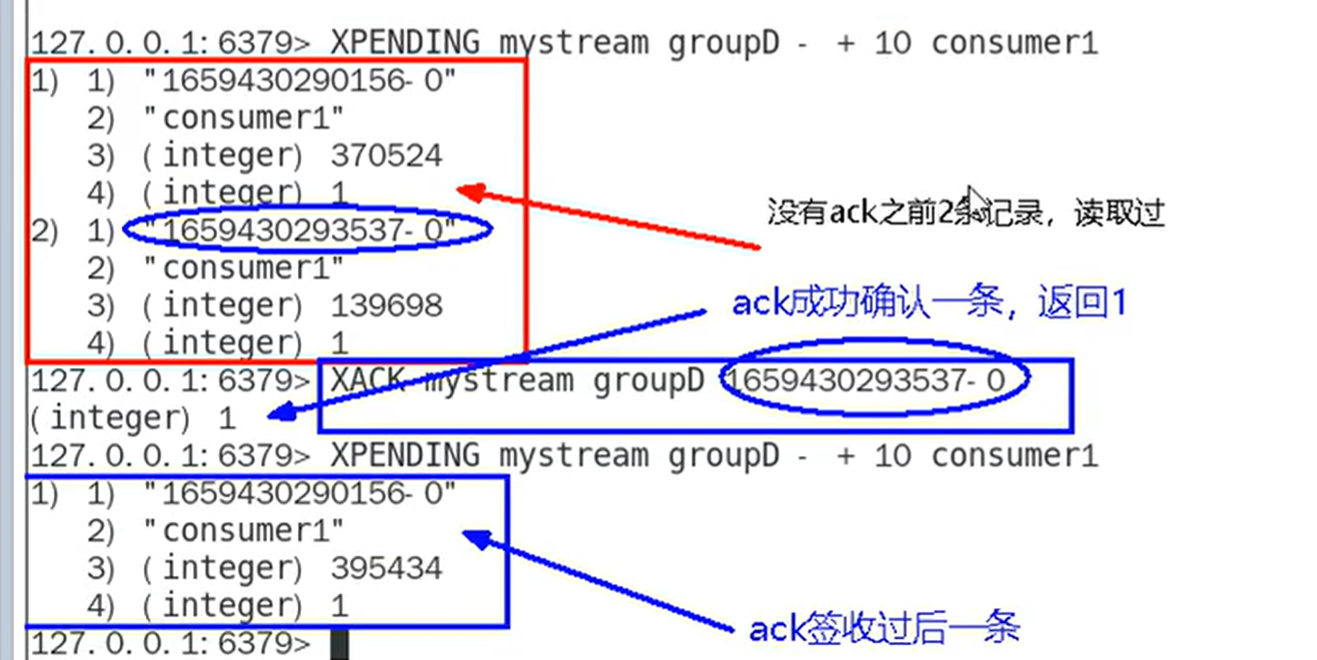 127.0.0.1:6379> XPENDING mystream groupD - + 10 consumer1
1) 1) "1659430290156-0"
2) "consumer1"
3) (integer) 370524
4) (integer) 1
没有ack之前2条记录，读取过
2) 1) "1659430293537-0"
2) "consumer1"
ack成功确认一条，返回1
3) (integer) 139698
4) (integer) 1
127.0.0.1:6379> XACK mystream groupD 1659430293537-0
(integer) 1
127.0.0.1:6379> XPENDING mystream groupD - + 10 consumer1
1) 1) "1659430290156-0"
2) "consumer1"
3) (integer) 395434
4) (integer) 1
ack签收过后一条
127.0.0.1:6379>